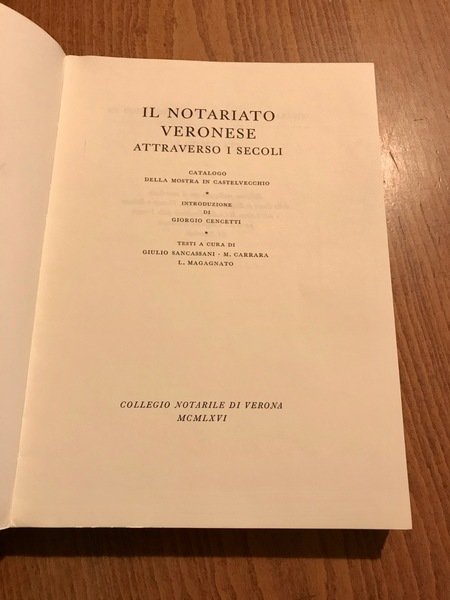 IL NOTARIATO
VERONESE
ATTRAVERSO I SECOLI
CATALOGO
DELLA MOSTRA IN CASTELVECCHIO
*
INTRODUZIONE
DI
GIORGIO CENCETTI
*
TESTI A CURA DI
GIULIO SANCASSANI · M. CARRARA
L. MAGAGNATO
COLLEGIO NOTARILE DI VERONA
MCMLXVI